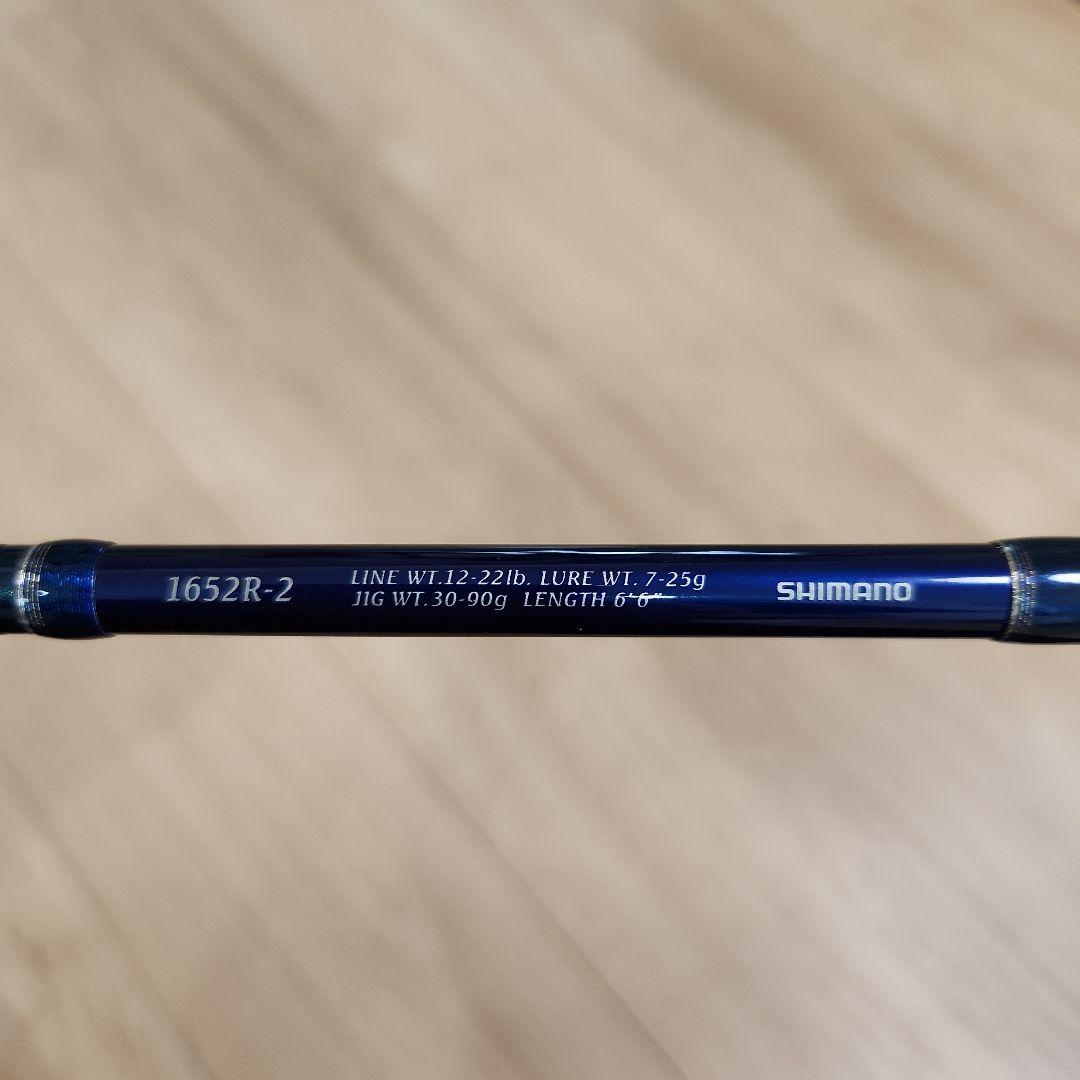 1652R-2
LINE WT.12-22lb. LURE WT. 7-25g
JIG WT.30-90g LENGTH 6'6"
SHIMANO